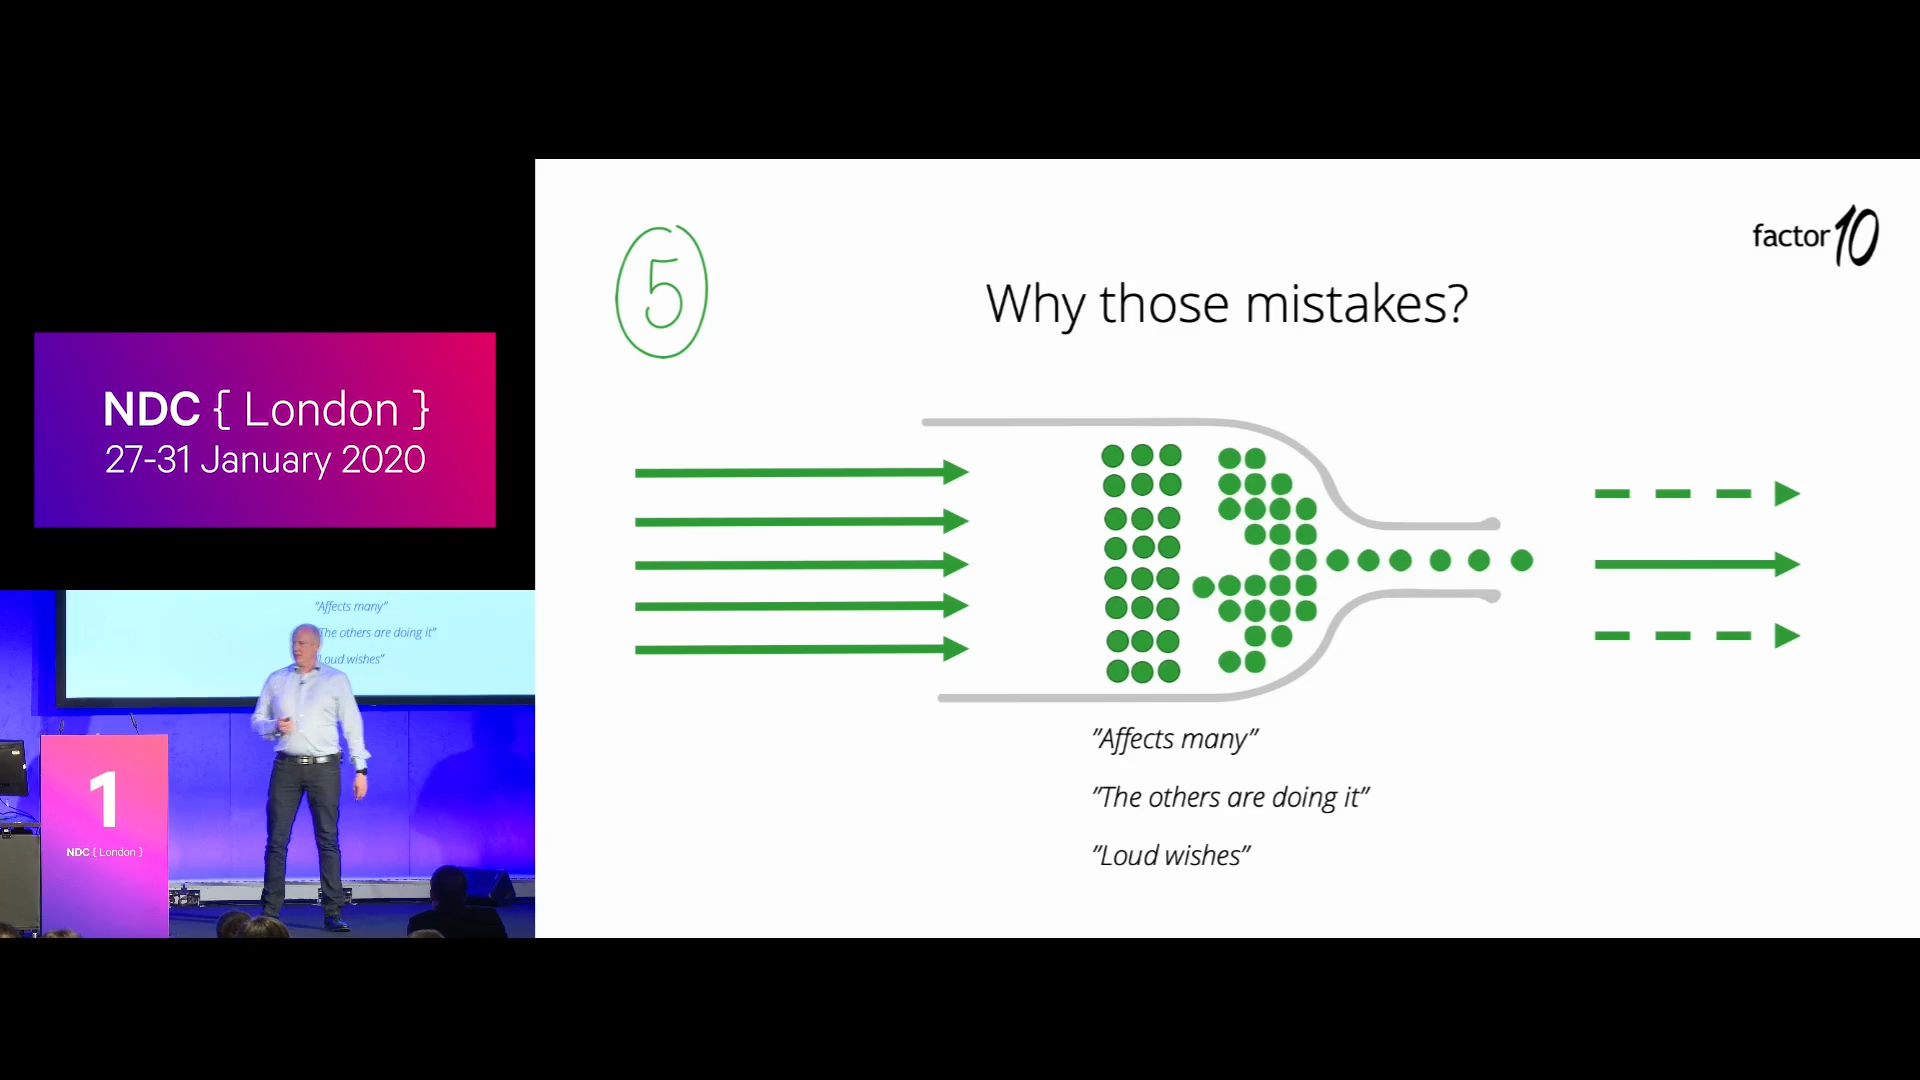 NDC { London }
27-31 January 2020
5
factor10
Why those mistakes?
"Affects many"
"The others are doing it"
"Loud wishes"
"Affects many"
The others are doing it"
Loud wishes"
1
NDC { London }